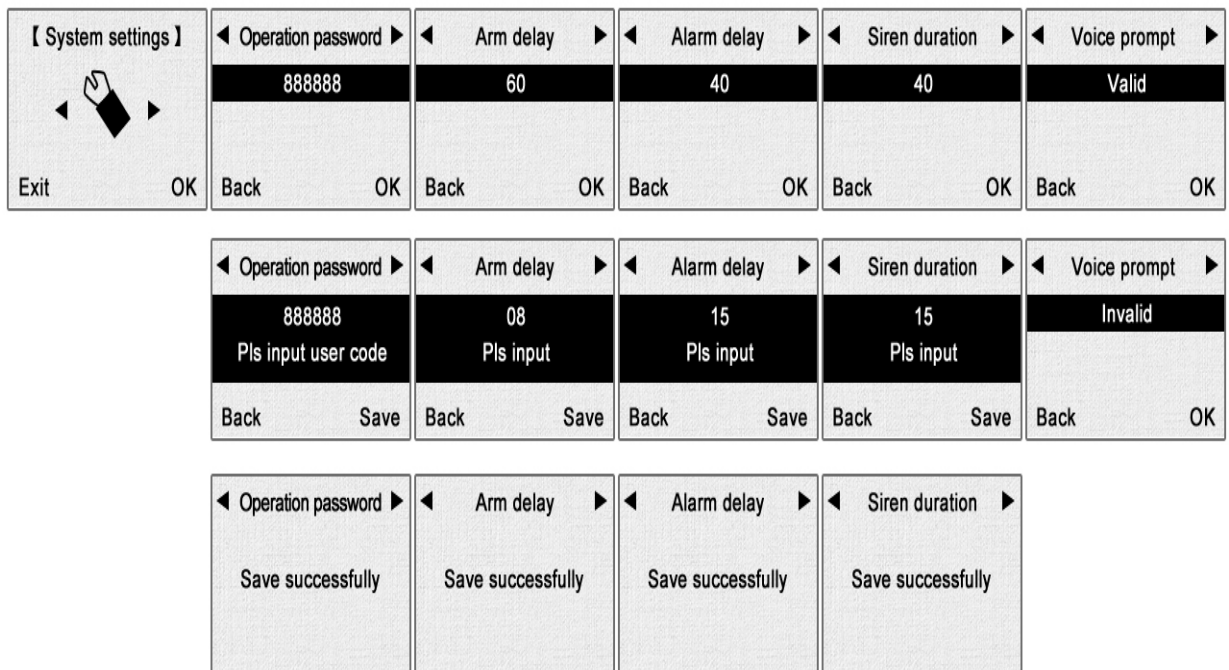 【 System settings 】
Exit OK
Operation password
888888
Back OK
Arm delay
60
Back OK
Alarm delay
40
Back OK
Siren duration
40
Back OK
Voice prompt
Valid
Back OK
Operation password
888888
Pls input user code
Back Save
Arm delay
08
Pls input
Back Save
Alarm delay
15
Pls input
Back Save
Siren duration
15
Pls input
Back Save
Voice prompt
Invalid
Back OK
Operation password
Save successfully
Arm delay
Save successfully
Alarm delay
Save successfully
Siren duration
Save successfully